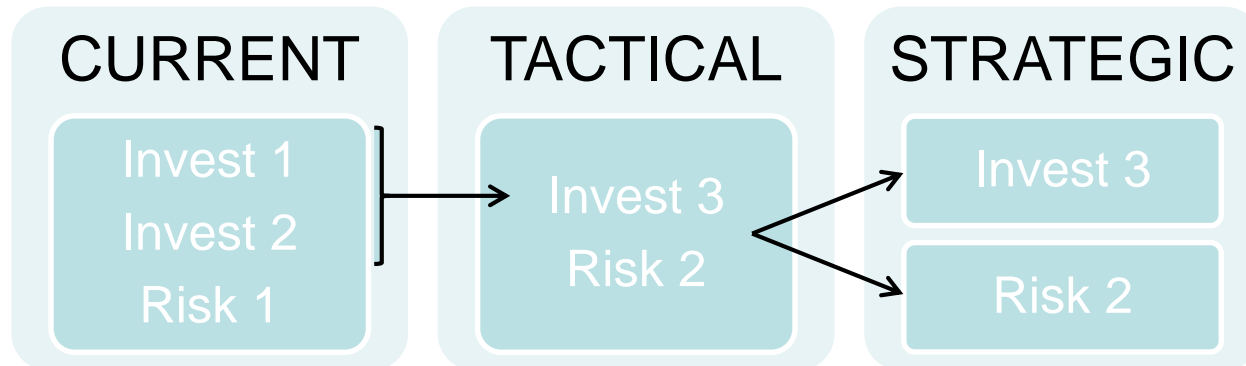 CURRENT
Invest 1
Invest 2
Risk 1
TACTICAL
Invest 3
Risk 2
STRATEGIC
Invest 3
Risk 2